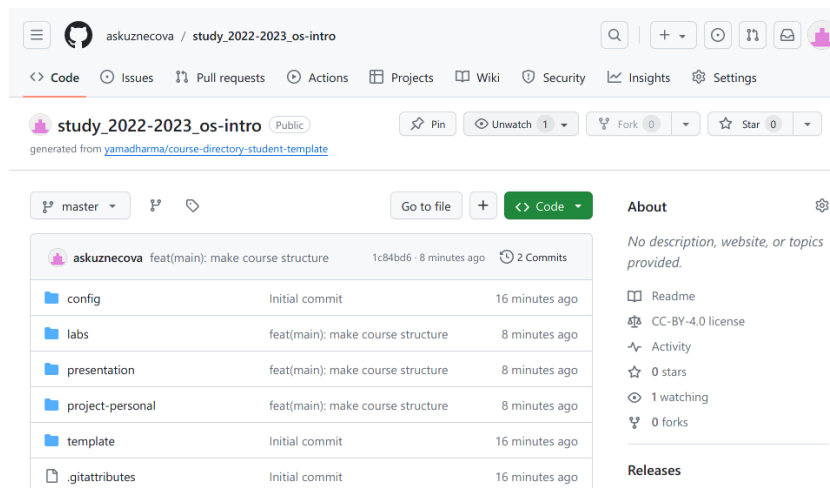 askuznecova / study_2022-2023_os-intro
Code Issues Pull requests Actions Projects Wiki Security Insights Settings
study_2022-2023_os-intro Public Pin Unwatch 1 Fork 0 Star 0
generated from yamadharma/course-directory-student-template
master Go to file Code
askuznecova feat(main): make course structure 1c84bd6 · 8 minutes ago 2 Commits
config Initial commit 16 minutes ago
labs feat(main): make course structure 8 minutes ago
presentation feat(main): make course structure 8 minutes ago
project-personal feat(main): make course structure 8 minutes ago
template Initial commit 16 minutes ago
.gitattributes Initial commit 16 minutes ago
About
No description, website, or topics
provided.
Readme
CC-BY-4.0 license
Activity
0 stars
1 watching
0 forks
Releases